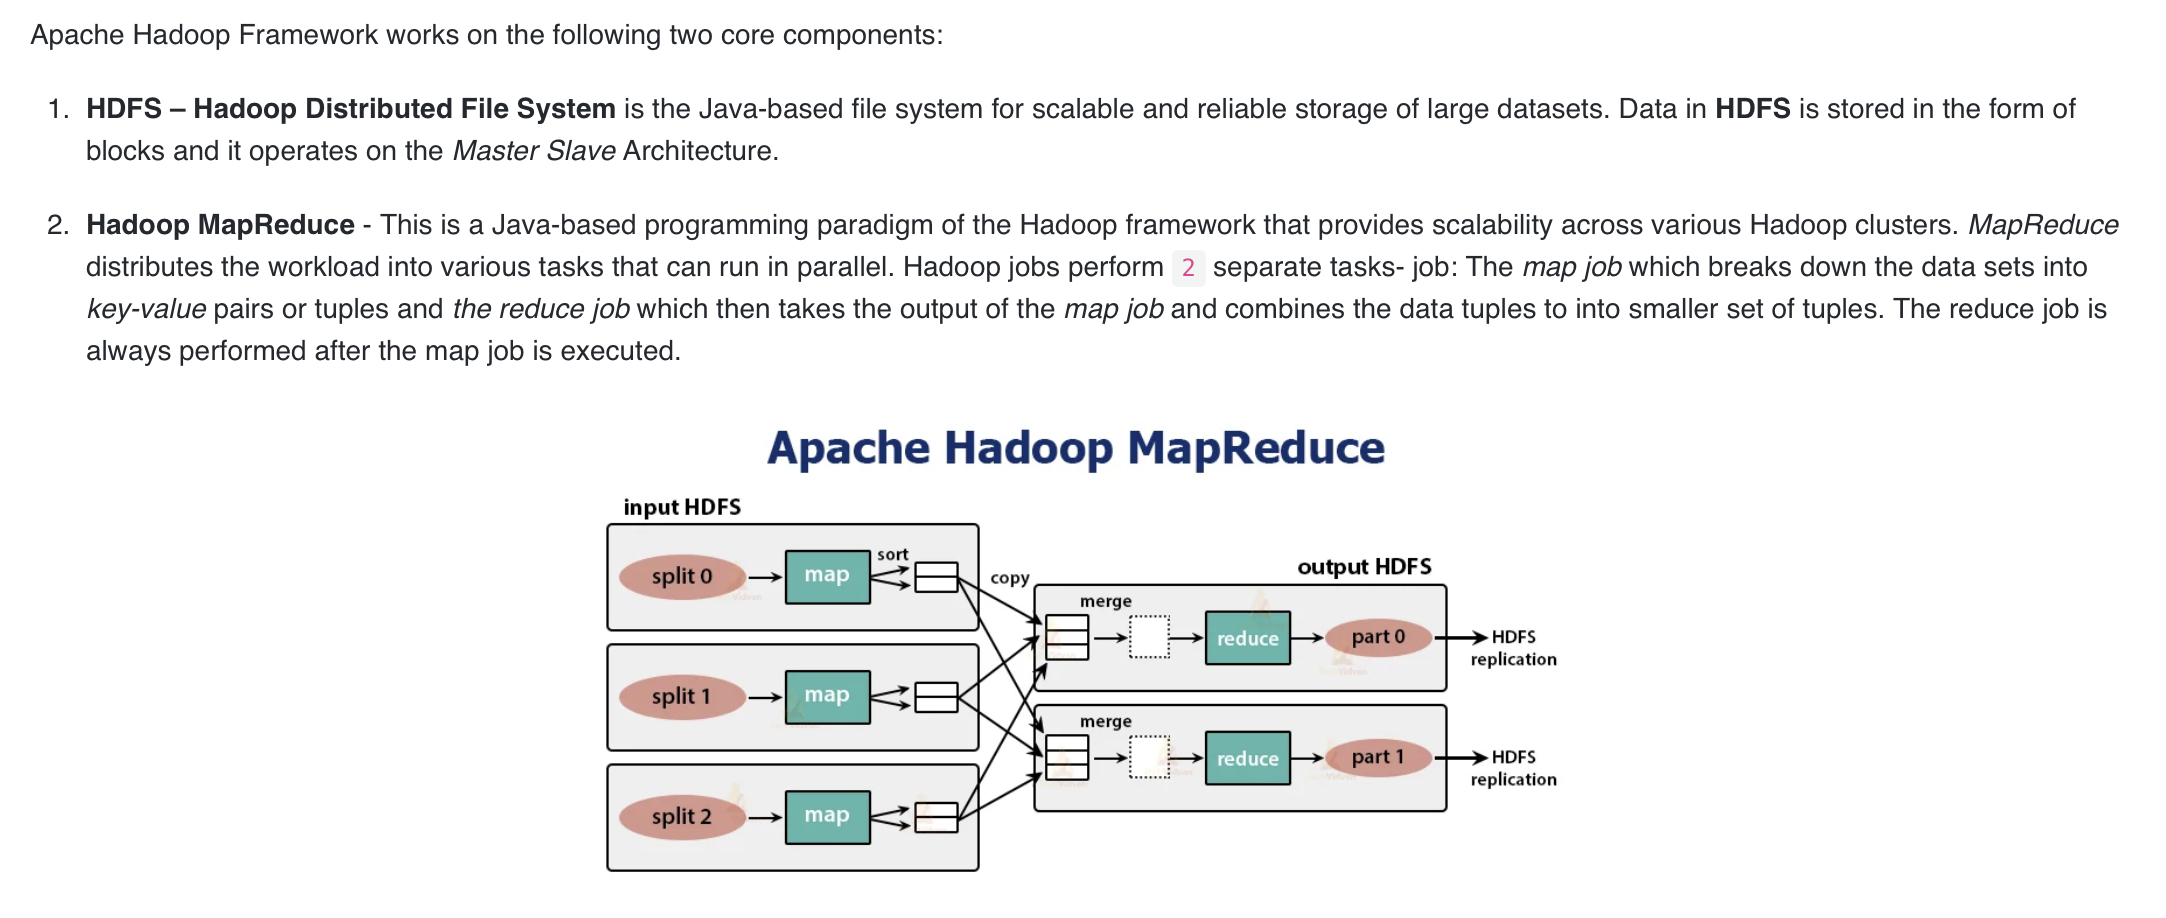 Apache Hadoop Framework works on the following two core components:
1. HDFS – Hadoop Distributed File System is the Java-based file system for scalable and reliable storage of large datasets. Data in HDFS is stored in the form of
blocks and it operates on the Master Slave Architecture.
2. Hadoop MapReduce - This is a Java-based programming paradigm of the Hadoop framework that provides scalability across various Hadoop clusters. MapReduce
distributes the workload into various tasks that can run in parallel. Hadoop jobs perform 2 separate tasks- job: The map job which breaks down the data sets into
key-value pairs or tuples and the reduce job which then takes the output of the map job and combines the data tuples to into smaller set of tuples. The reduce job is
always performed after the map job is executed.
Apache Hadoop MapReduce
input HDFS
split 0
map
sort
copy
split 1
map
split 2
map
output HDFS
merge
reduce
part 0
HDFS
replication
merge
reduce
part 1
HDFS
replication